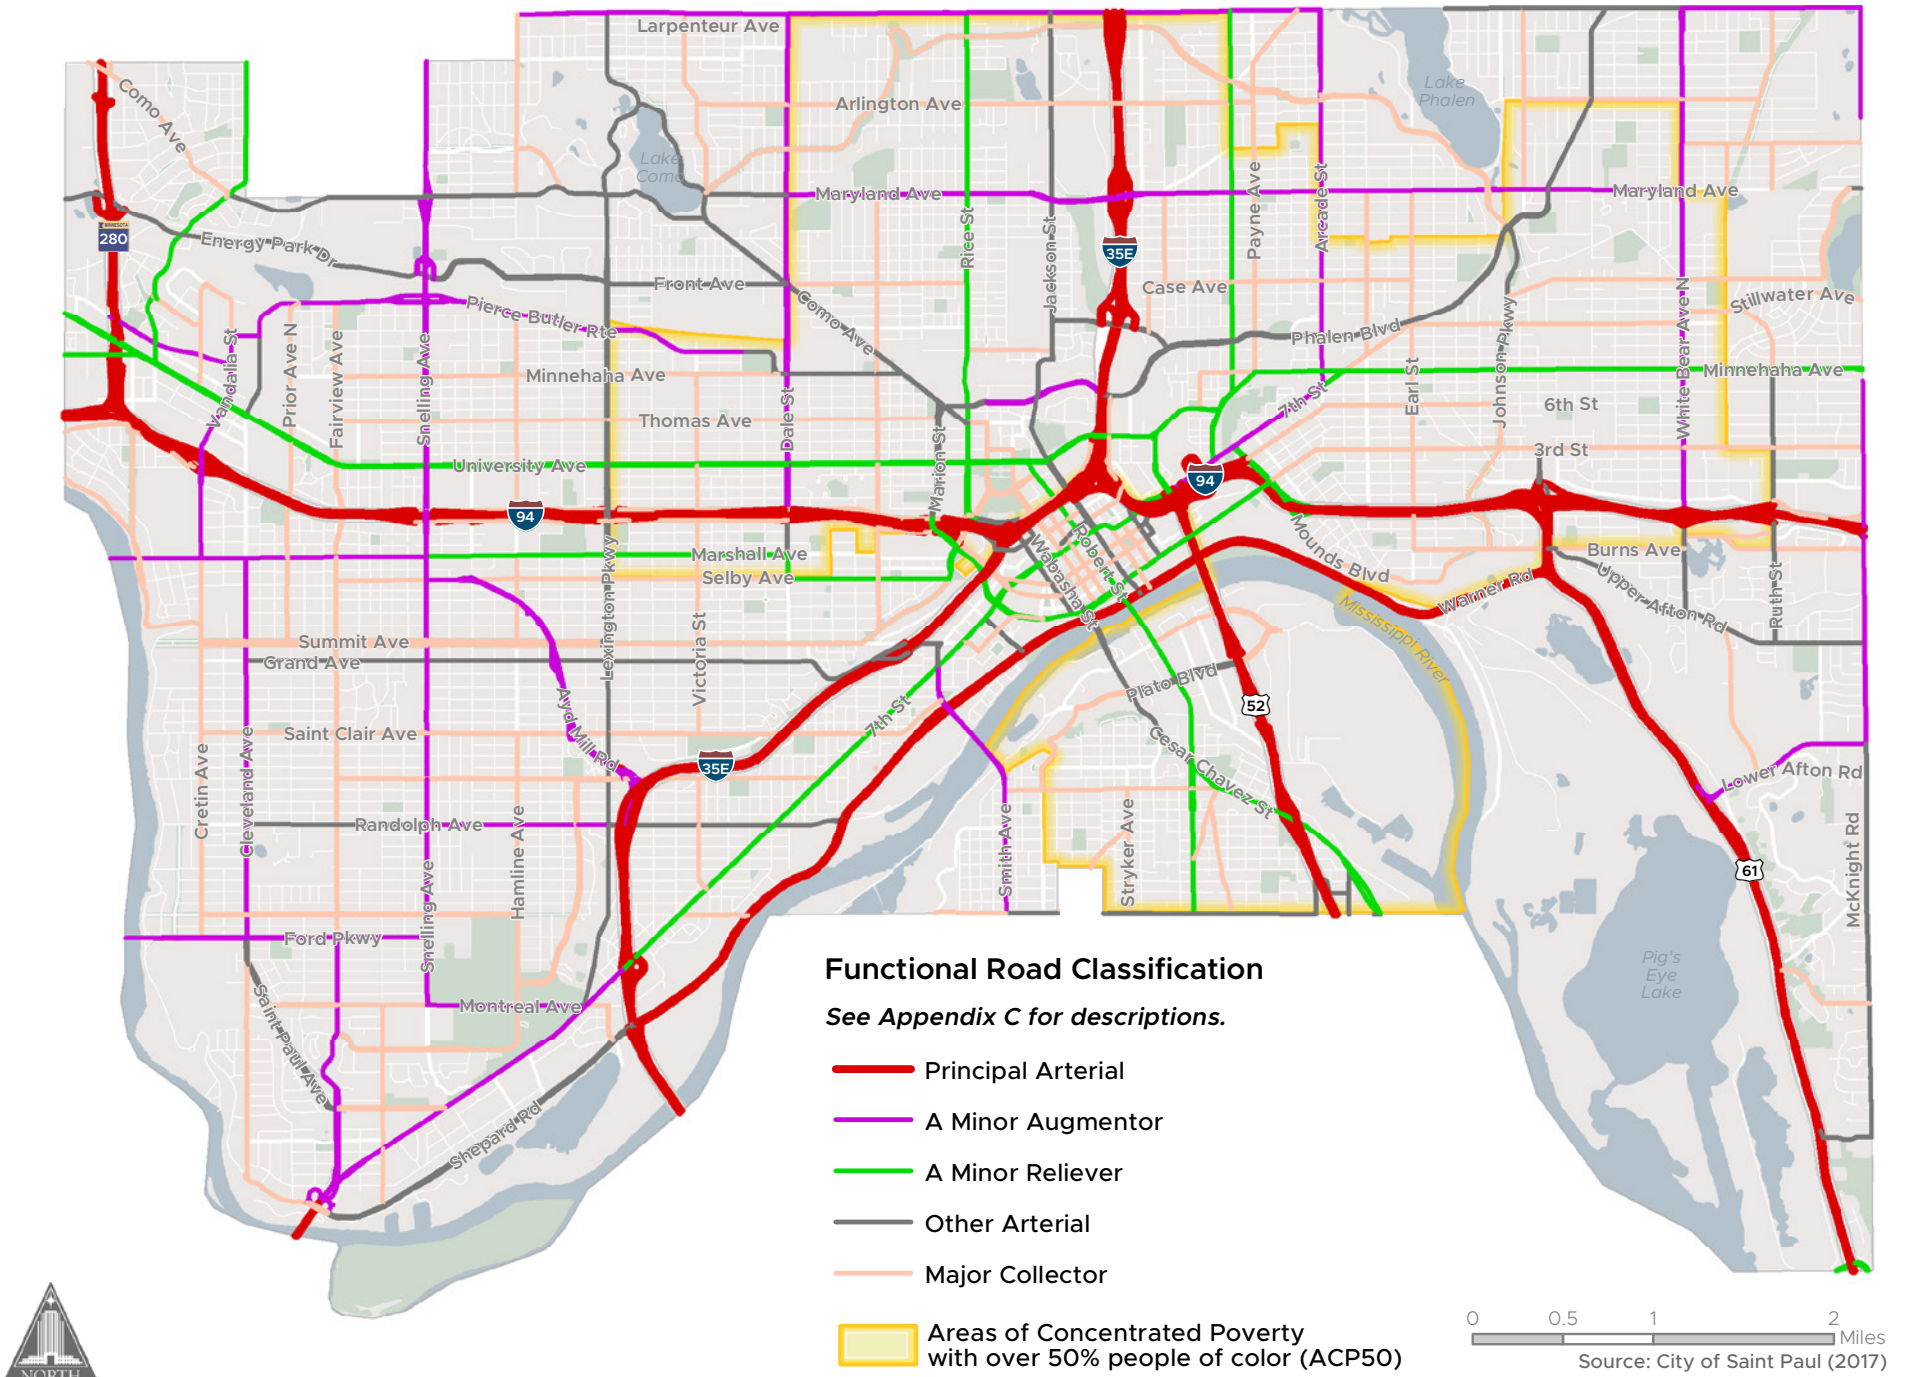 Larpenteur Ave
Como Ave
Arlington Ave
Lake
Phalen
Lake
Como
Maryland Ave
Maryland Ave
MINNESOTA
280
Energy Park Dr
Rice St
Jackson St
35E
Payne Ave
Arcade St
Front Ave
Case Ave
Stillwater Ave
Pierce Butler Rte
Como Ave
Phalen Blvd
Johnson Pkwy
White Bear Ave N
Vandalia St
Prior Ave N
Fairview Ave
Snelling Ave
Minnehaha Ave
Minnehaha Ave
Earl St
7th St
6th St
Thomas Ave
Dale St
Marion St
University Ave
3rd St
94
94
Marshall Ave
Selby Ave
Lexington Pkwy
Robert St
Wabasha St
Mounds Blvd
Burns Ave
Upper Afton Rd
Ruth St
Warner Rd
Mississippi River
Summit Ave
Grand Ave
Victoria St
Plato Blvd
52
Ayd Mill Rd
7th St
Saint Clair Ave
Cesar Chavez St
35E
Lower Afton Rd
Cretin Ave
Cleveland Ave
Randolph Ave
Hamline Ave
Smith Ave
Stryker Ave
McKnight Rd
61
Snelling Ave
Ford Pkwy
Saint Paul Ave
Montreal Ave
Shepard Rd
Pig's
Eye
Lake
Functional Road Classification
See Appendix C for descriptions.
Principal Arterial
A Minor Augmentor
A Minor Reliever
Other Arterial
Major Collector
Areas of Concentrated Poverty
with over 50% people of color (ACP50)
0 0.5 1 2
Miles
Source: City of Saint Paul (2017)
NORTH